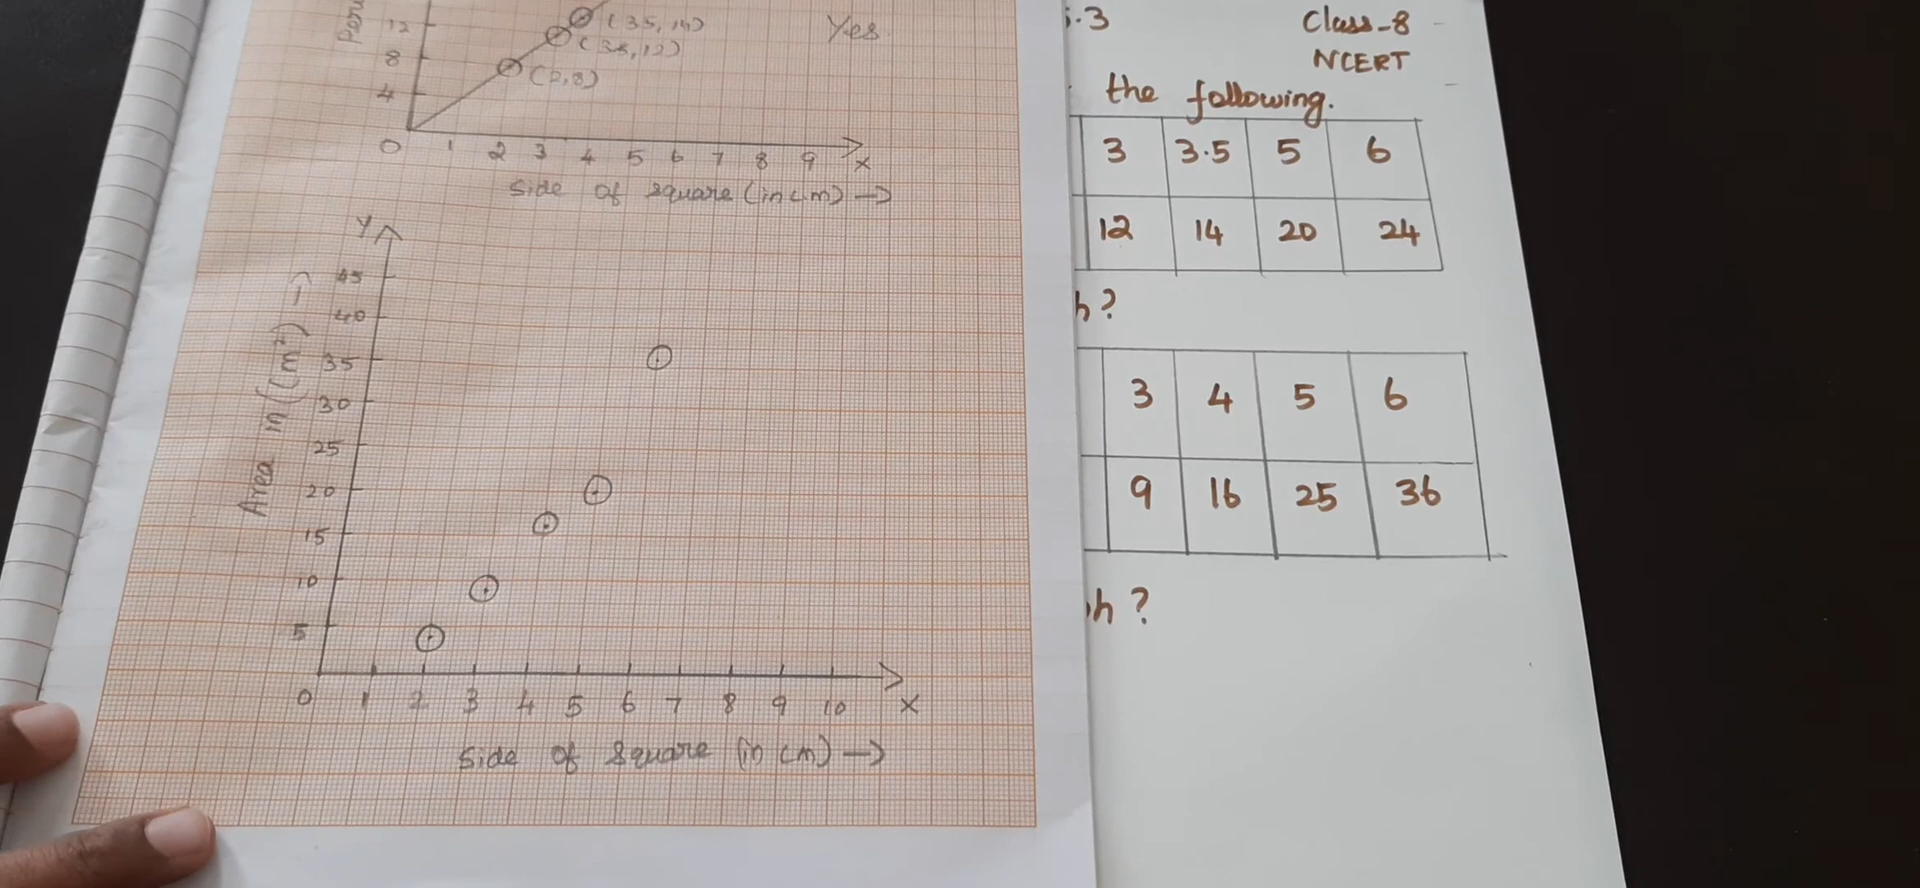 12
(3.5, 14)
Yes
8
(2,8)
4
0 1 2 3 4 5 6 7 8 9 X
side of square (in cm) →
Y
45
40
35
30
25
20
15
10
5
Area in (cm²) →
0 1 2 3 4 5 6 7 8 9 10 X
side of square (in cm) →
.3 Class-8
NCERT
the following.
3 3.5 5 6
12 14 20 24
h?
3 4 5 6
9 16 25 36
h?